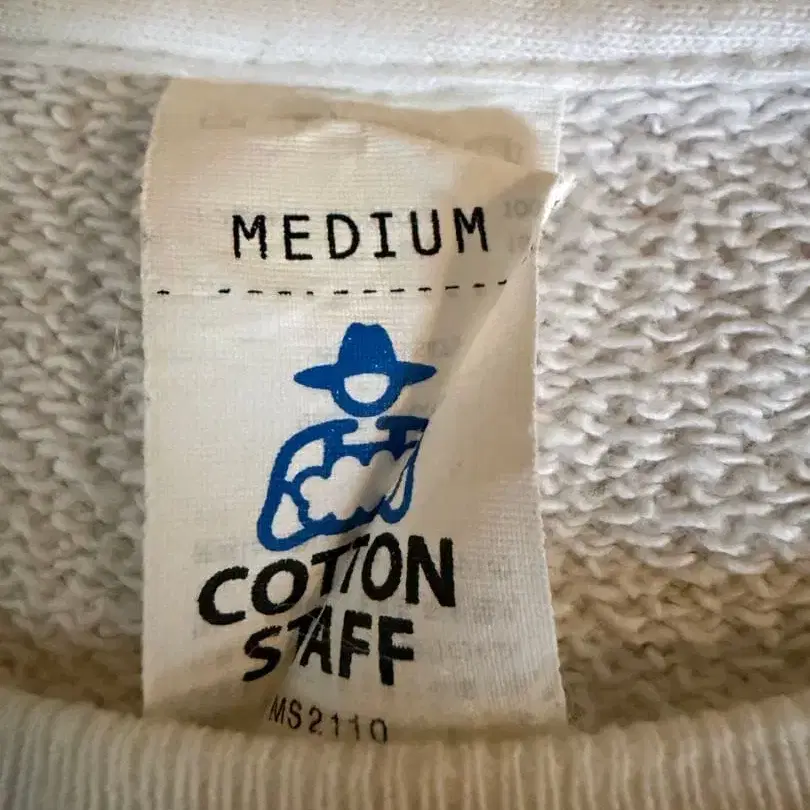 MEDIUM
COTTON
STAFF
MS2110